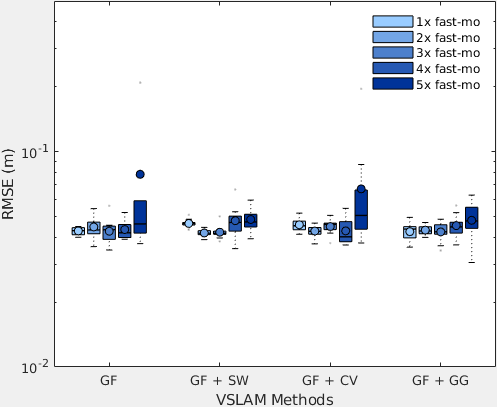 1x fast-mo
2x fast-mo
3x fast-mo
4x fast-mo
5x fast-mo
RMSE (m)
10⁻¹
10⁻²
GF
GF + SW
GF + CV
GF + GG
VSLAM Methods